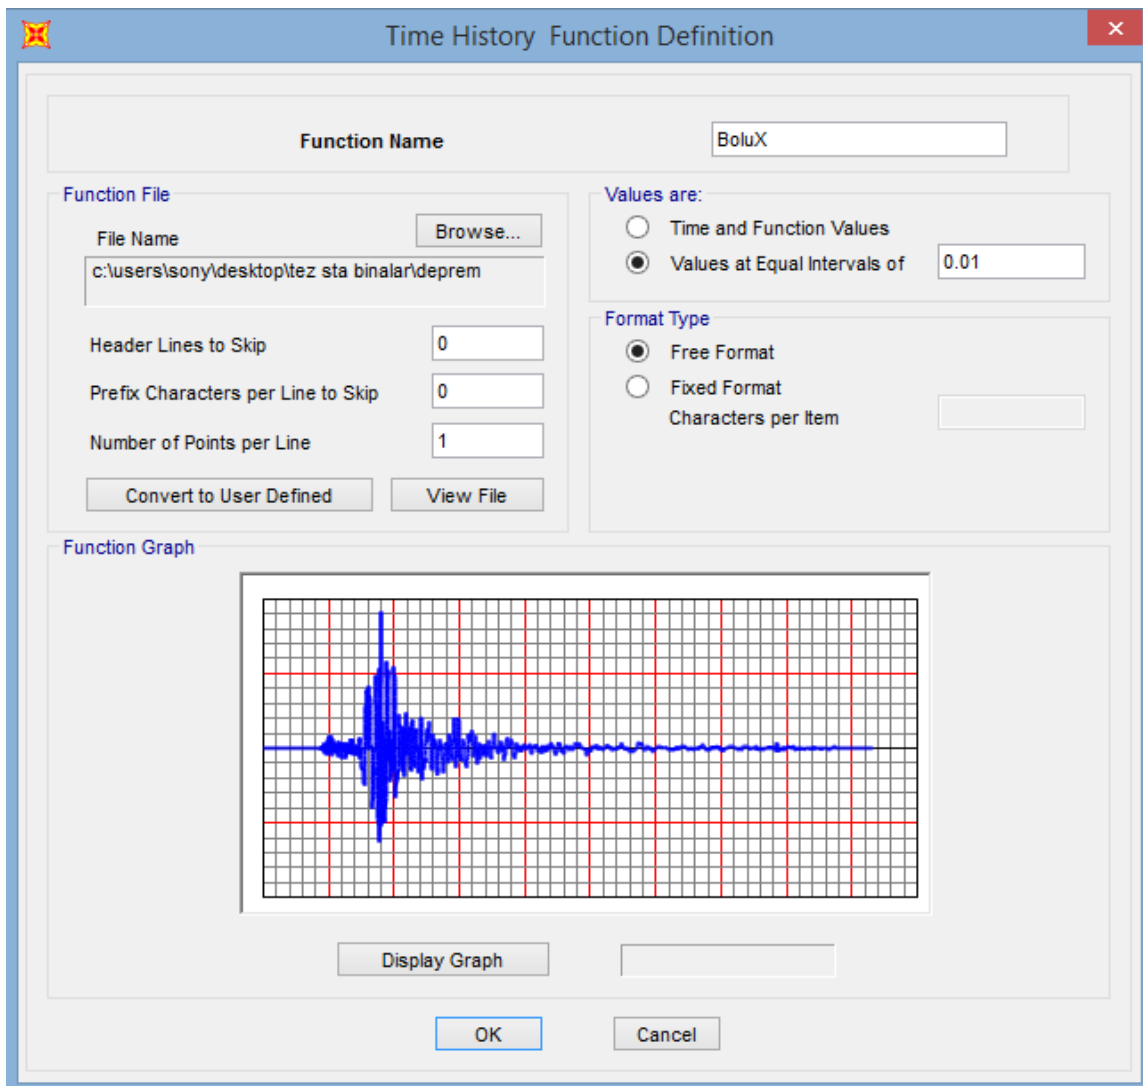 Time History Function Definition
Function Name
BoluX
Function File
File Name
Browse...
c:\users\sony\desktop\tez sta binalar\deprem
Header Lines to Skip
0
Prefix Characters per Line to Skip
0
Number of Points per Line
1
Convert to User Defined
View File
Values are:
Time and Function Values
Values at Equal Intervals of
0.01
Format Type
Free Format
Fixed Format
Characters per Item
Function Graph
Display Graph
OK
Cancel